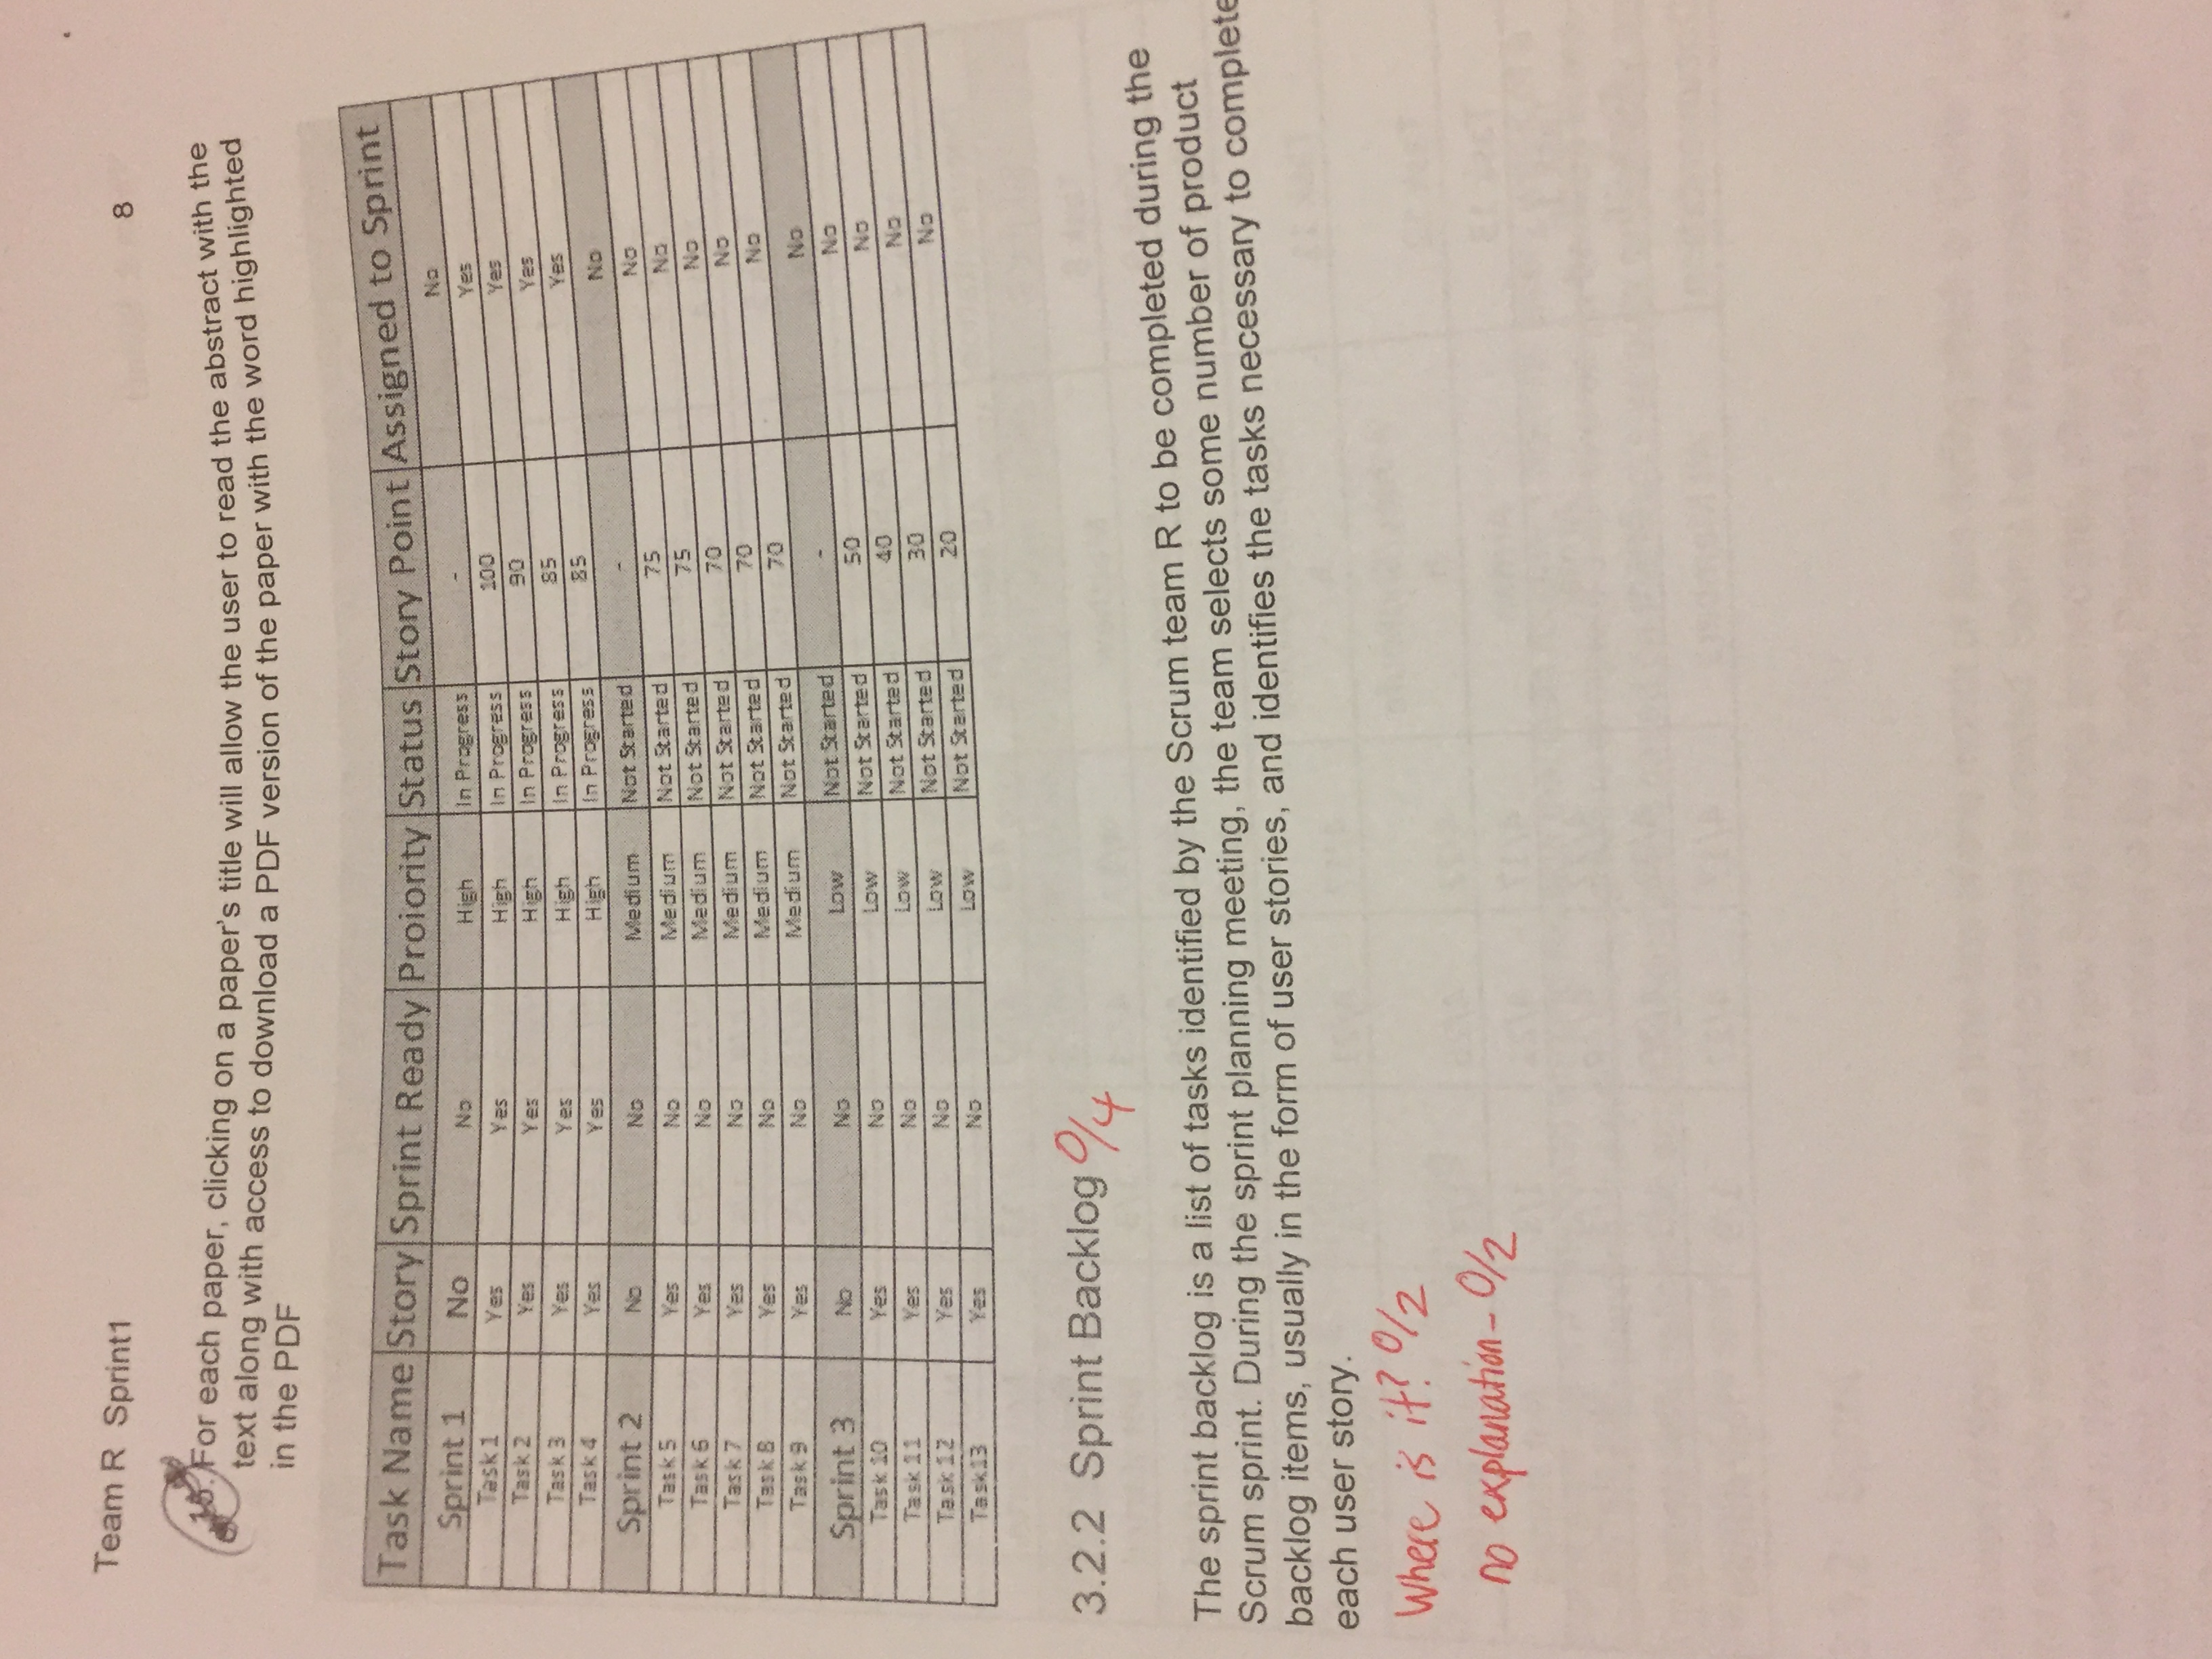 Team R Sprint1
8
15. For each paper, clicking on a paper's title will allow the user to read the abstract with the
text along with access to download a PDF version of the paper with the word highlighted
in the PDF
Task Name Story Sprint Ready Proiority Status Story Point Assigned to Sprint
Sprint 1 No No High In Progress - No
Task 1 Yes Yes High In Progress 100 Yes
Task 2 Yes Yes High In Progress 90 Yes
Task 3 Yes Yes High In Progress 85 Yes
Task 4 Yes Yes High In Progress 85 Yes
Sprint 2 No No Medium Not Started - No
Task 5 Yes No Medium Not Started 75 No
Task 6 Yes No Medium Not Started 75 No
Task 7 Yes No Medium Not Started 70 No
Task 8 Yes No Medium Not Started 70 No
Task 9 Yes No Medium Not Started 70 No
Sprint 3 No No Low Not Started - No
Task 10 Yes No Low Not Started 50 No
Task 11 Yes No Low Not Started 40 No
Task 12 Yes No Low Not Started 30 No
Task13 Yes No Low Not Started 20 No
3.2.2 Sprint Backlog 0/4
The sprint backlog is a list of tasks identified by the Scrum team R to be completed during the
Scrum sprint. During the sprint planning meeting, the team selects some number of product
backlog items, usually in the form of user stories, and identifies the tasks necessary to complete
each user story.
Where is it? 0/2
no explanation - 0/2